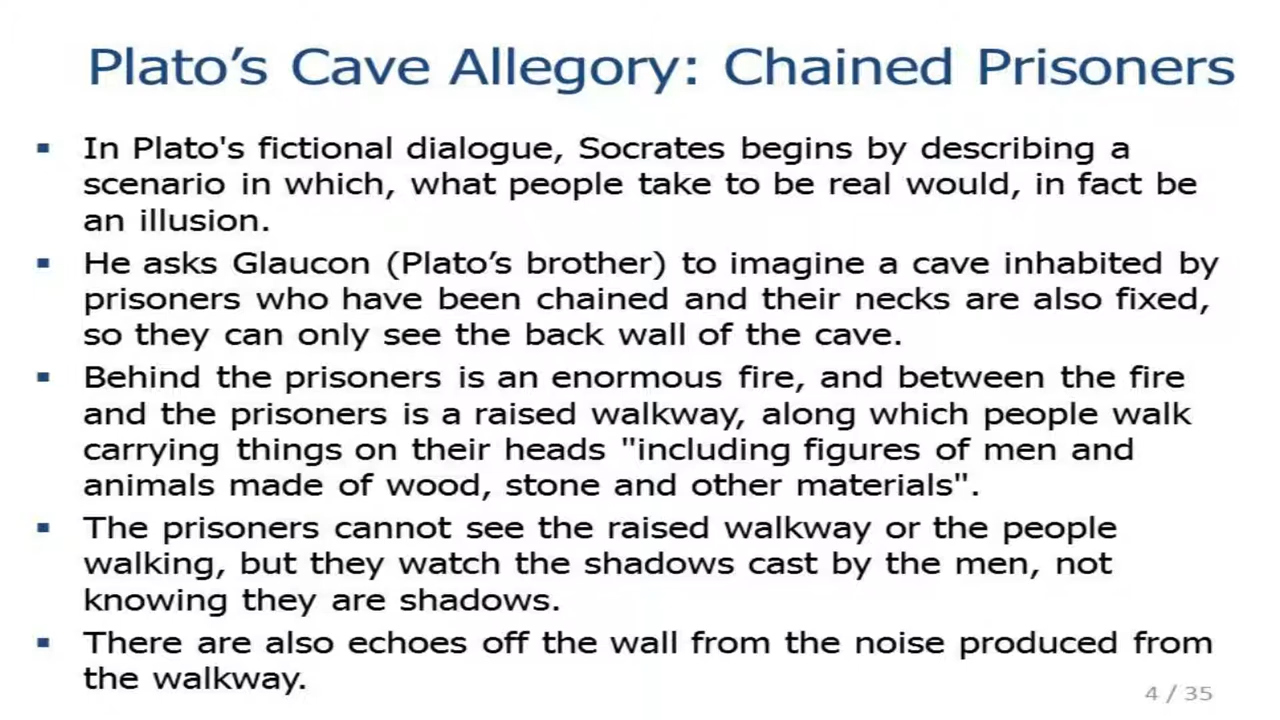 Plato’s Cave Allegory: Chained Prisoners
▪ In Plato's fictional dialogue, Socrates begins by describing a
scenario in which, what people take to be real would, in fact be
an illusion.
▪ He asks Glaucon (Plato’s brother) to imagine a cave inhabited by
prisoners who have been chained and their necks are also fixed,
so they can only see the back wall of the cave.
▪ Behind the prisoners is an enormous fire, and between the fire
and the prisoners is a raised walkway, along which people walk
carrying things on their heads "including figures of men and
animals made of wood, stone and other materials".
▪ The prisoners cannot see the raised walkway or the people
walking, but they watch the shadows cast by the men, not
knowing they are shadows.
▪ There are also echoes off the wall from the noise produced from
the walkway.
4 / 35